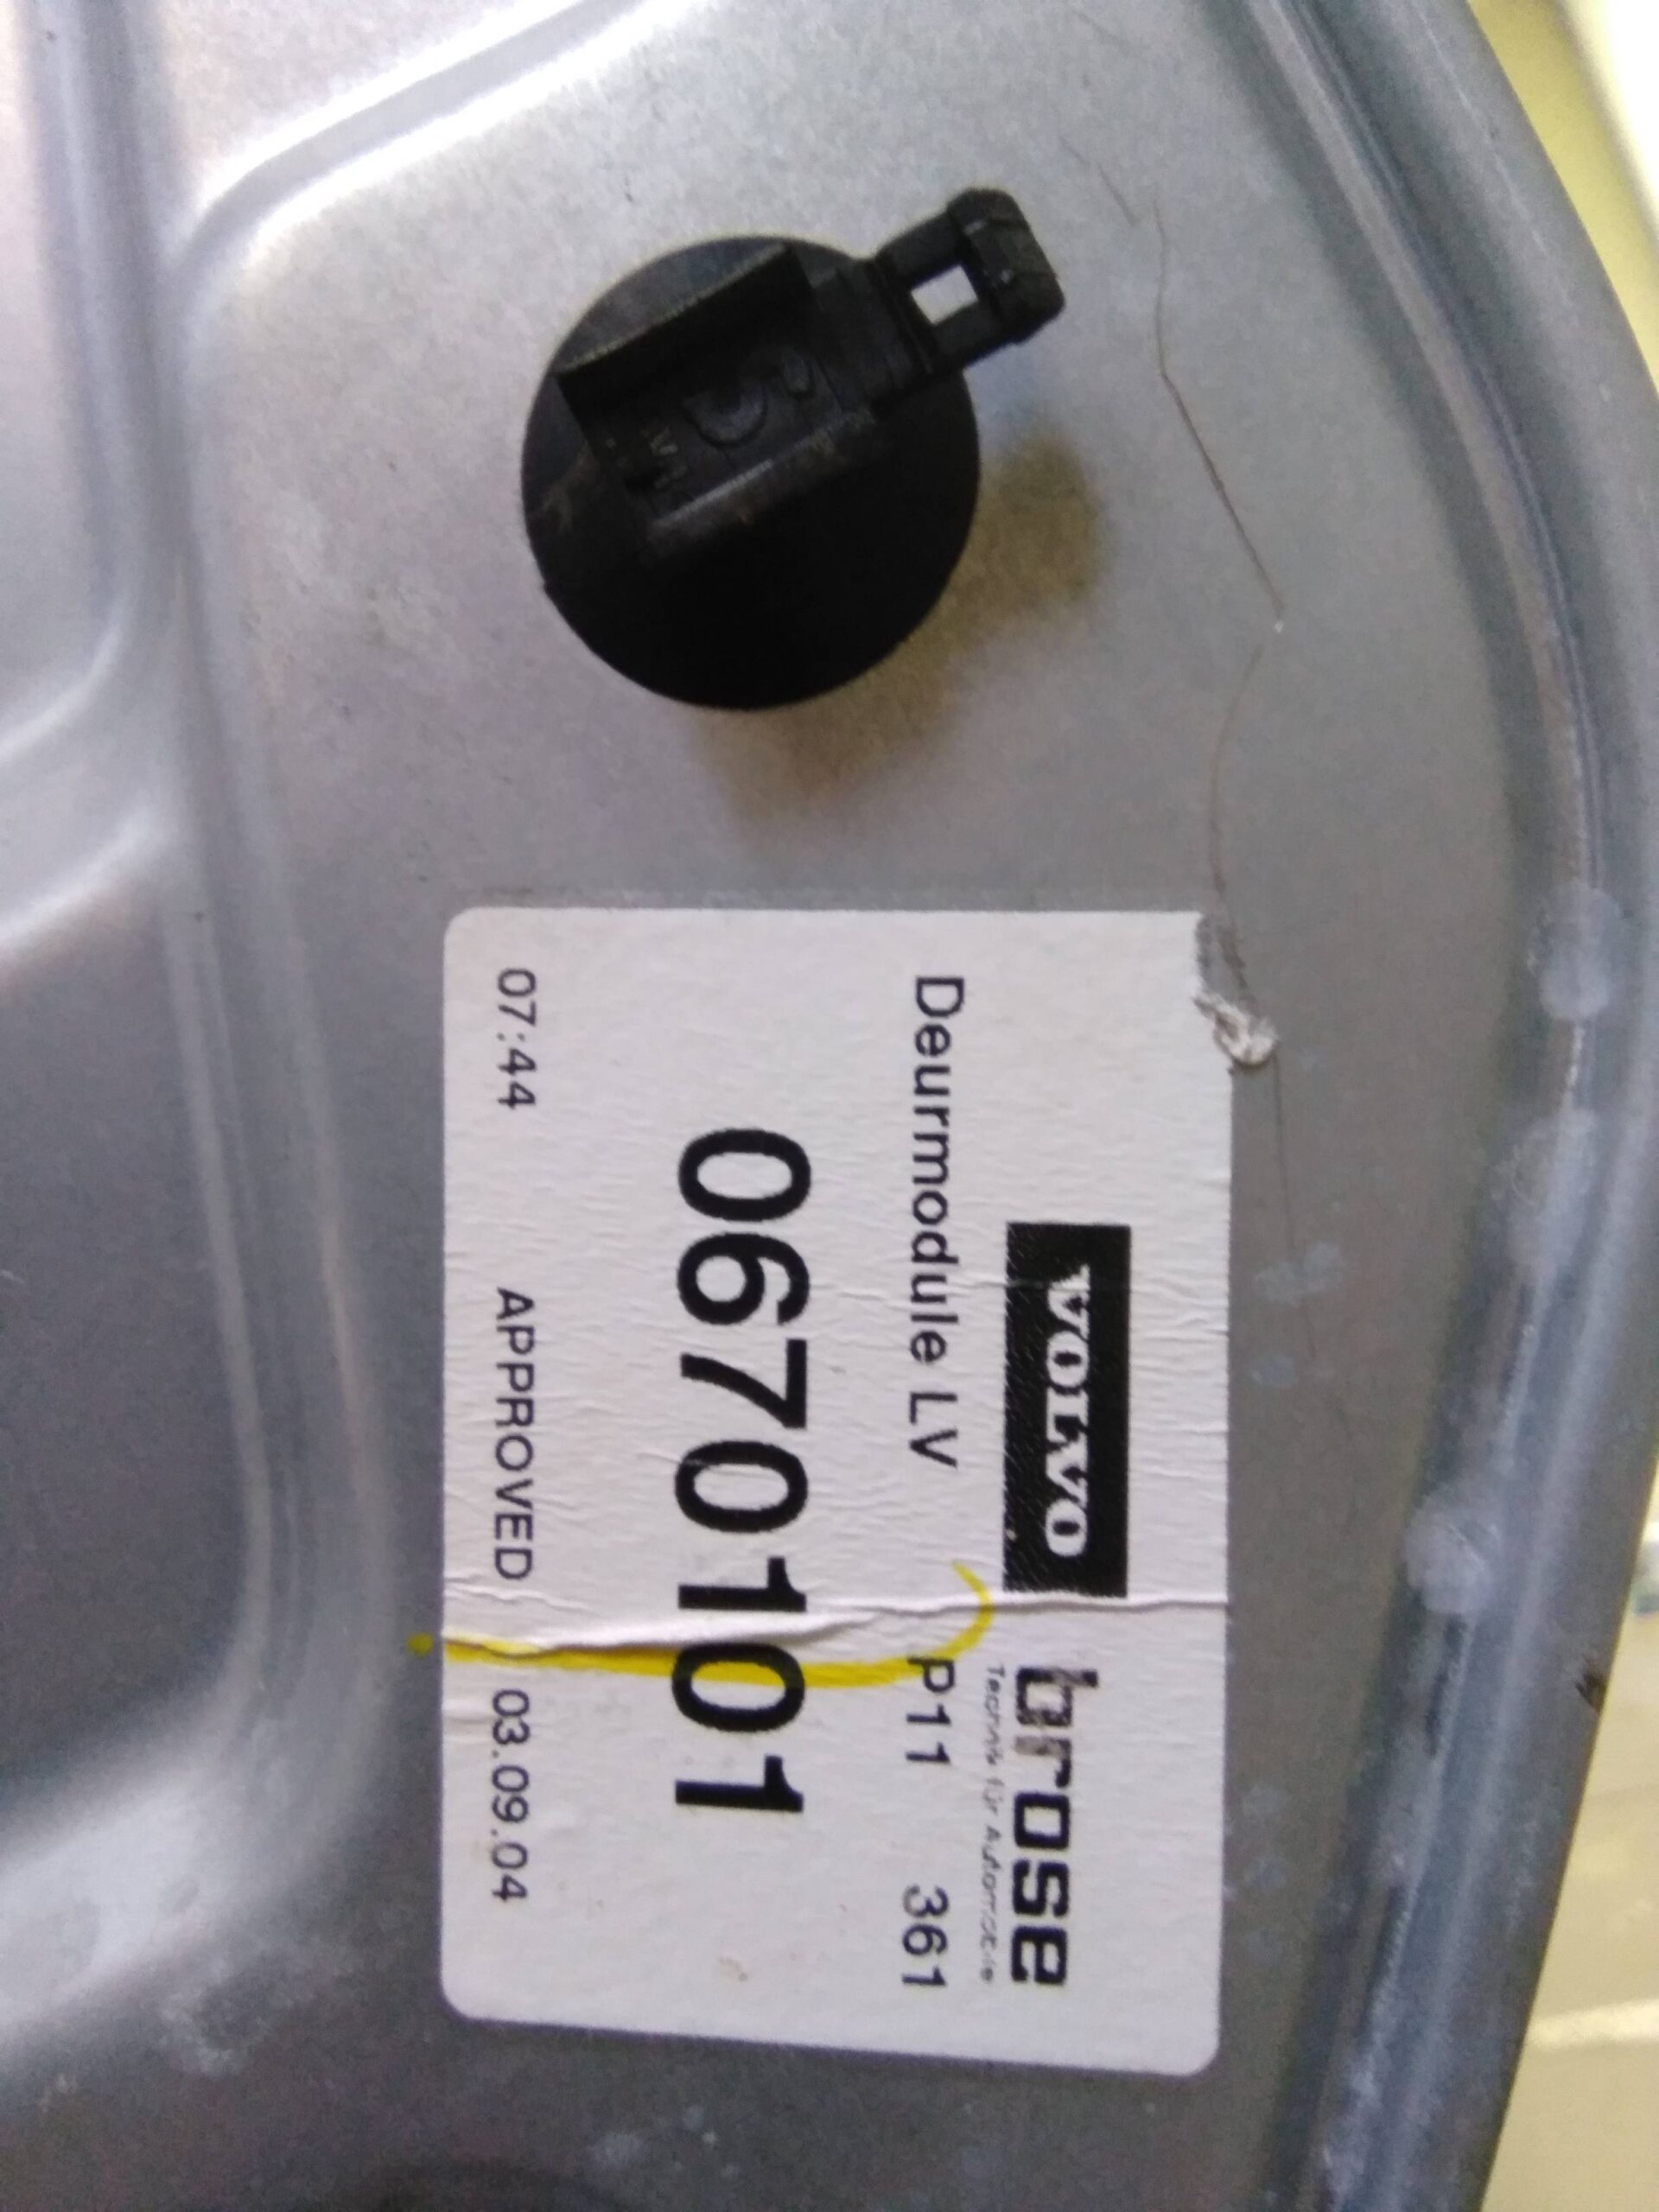 VOLVO brose
Technik für Automobile
Deurmodule LV P11 361
0670101
07:44 APPROVED 03.09.04